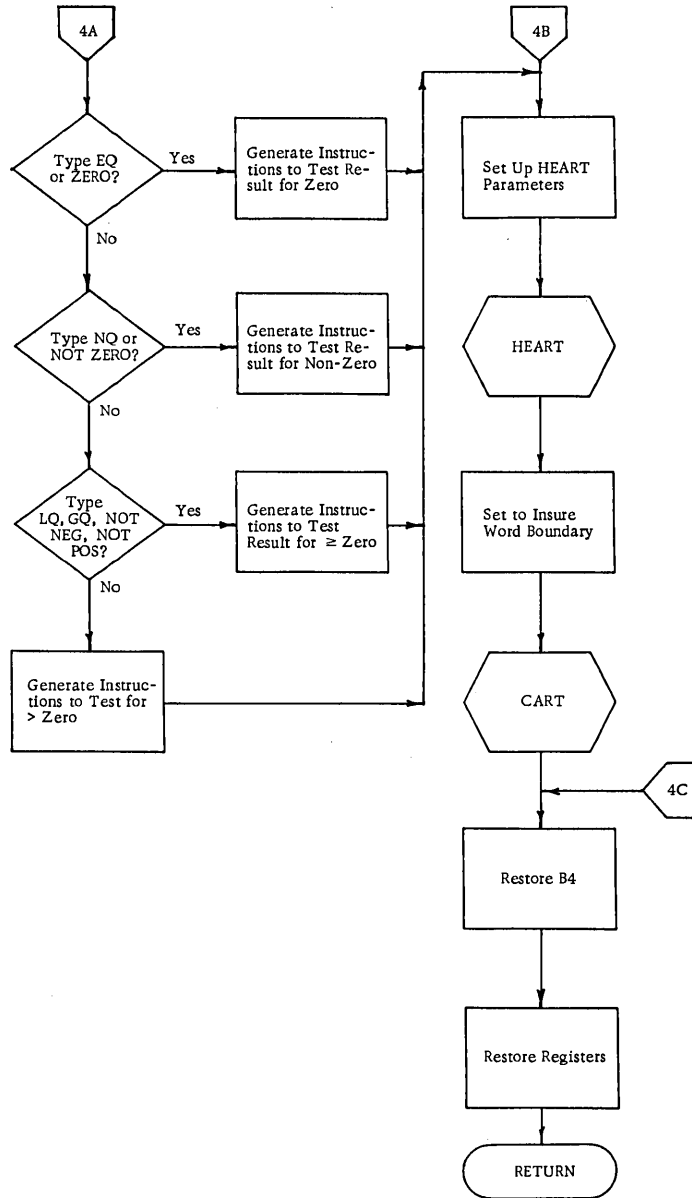 4A
Type EQ
or ZERO?
Yes
Generate Instruc-
tions to Test Re-
sult for Zero
No
Type NQ or
NOT ZERO?
Yes
Generate Instruc-
tions to Test Re-
sult for Non-Zero
No
Type
LQ, GQ, NOT
NEG, NOT
POS?
Yes
Generate Instruc-
tions to Test
Result for ≥ Zero
No
Generate Instruc-
tions to Test for
> Zero
4B
Set Up HEART
Parameters
HEART
Set to Insure
Word Boundary
CART
4C
Restore B4
Restore Registers
RETURN